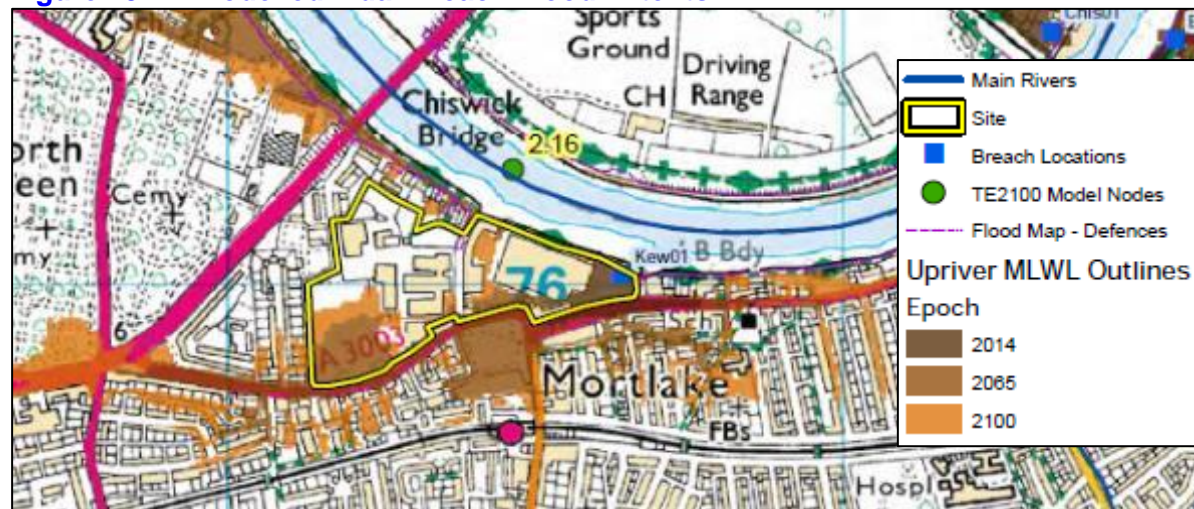 Sports
Ground
Driving
Range
CH
Chis01
Chiswick
Bridge
2.16
7
orth
een
Cemy
my
6
76
Kew01
B Bdy
A 3003
Sch
Mortlake
FBs
Hospl
Main Rivers
Site
Breach Locations
TE2100 Model Nodes
Flood Map - Defences
Upriver MLWL Outlines
Epoch
2014
2065
2100